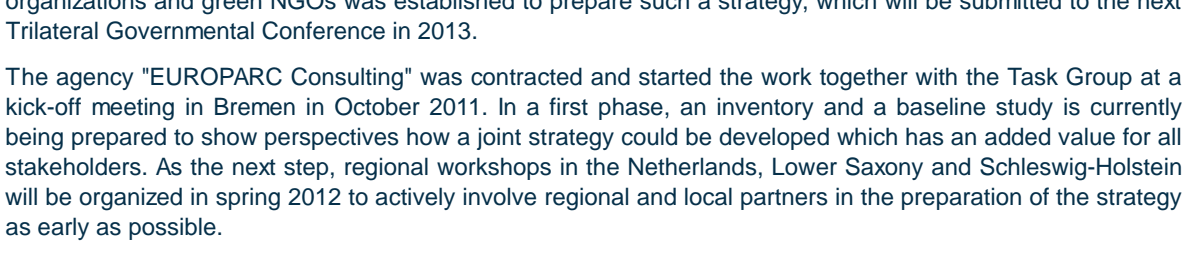 organizations and green NGOs was established to prepare such a strategy, which will be submitted to the next
Trilateral Governmental Conference in 2013.
The agency "EUROPARC Consulting" was contracted and started the work together with the Task Group at a
kick-off meeting in Bremen in October 2011. In a first phase, an inventory and a baseline study is currently
being prepared to show perspectives how a joint strategy could be developed which has an added value for all
stakeholders. As the next step, regional workshops in the Netherlands, Lower Saxony and Schleswig-Holstein
will be organized in spring 2012 to actively involve regional and local partners in the preparation of the strategy
as early as possible.